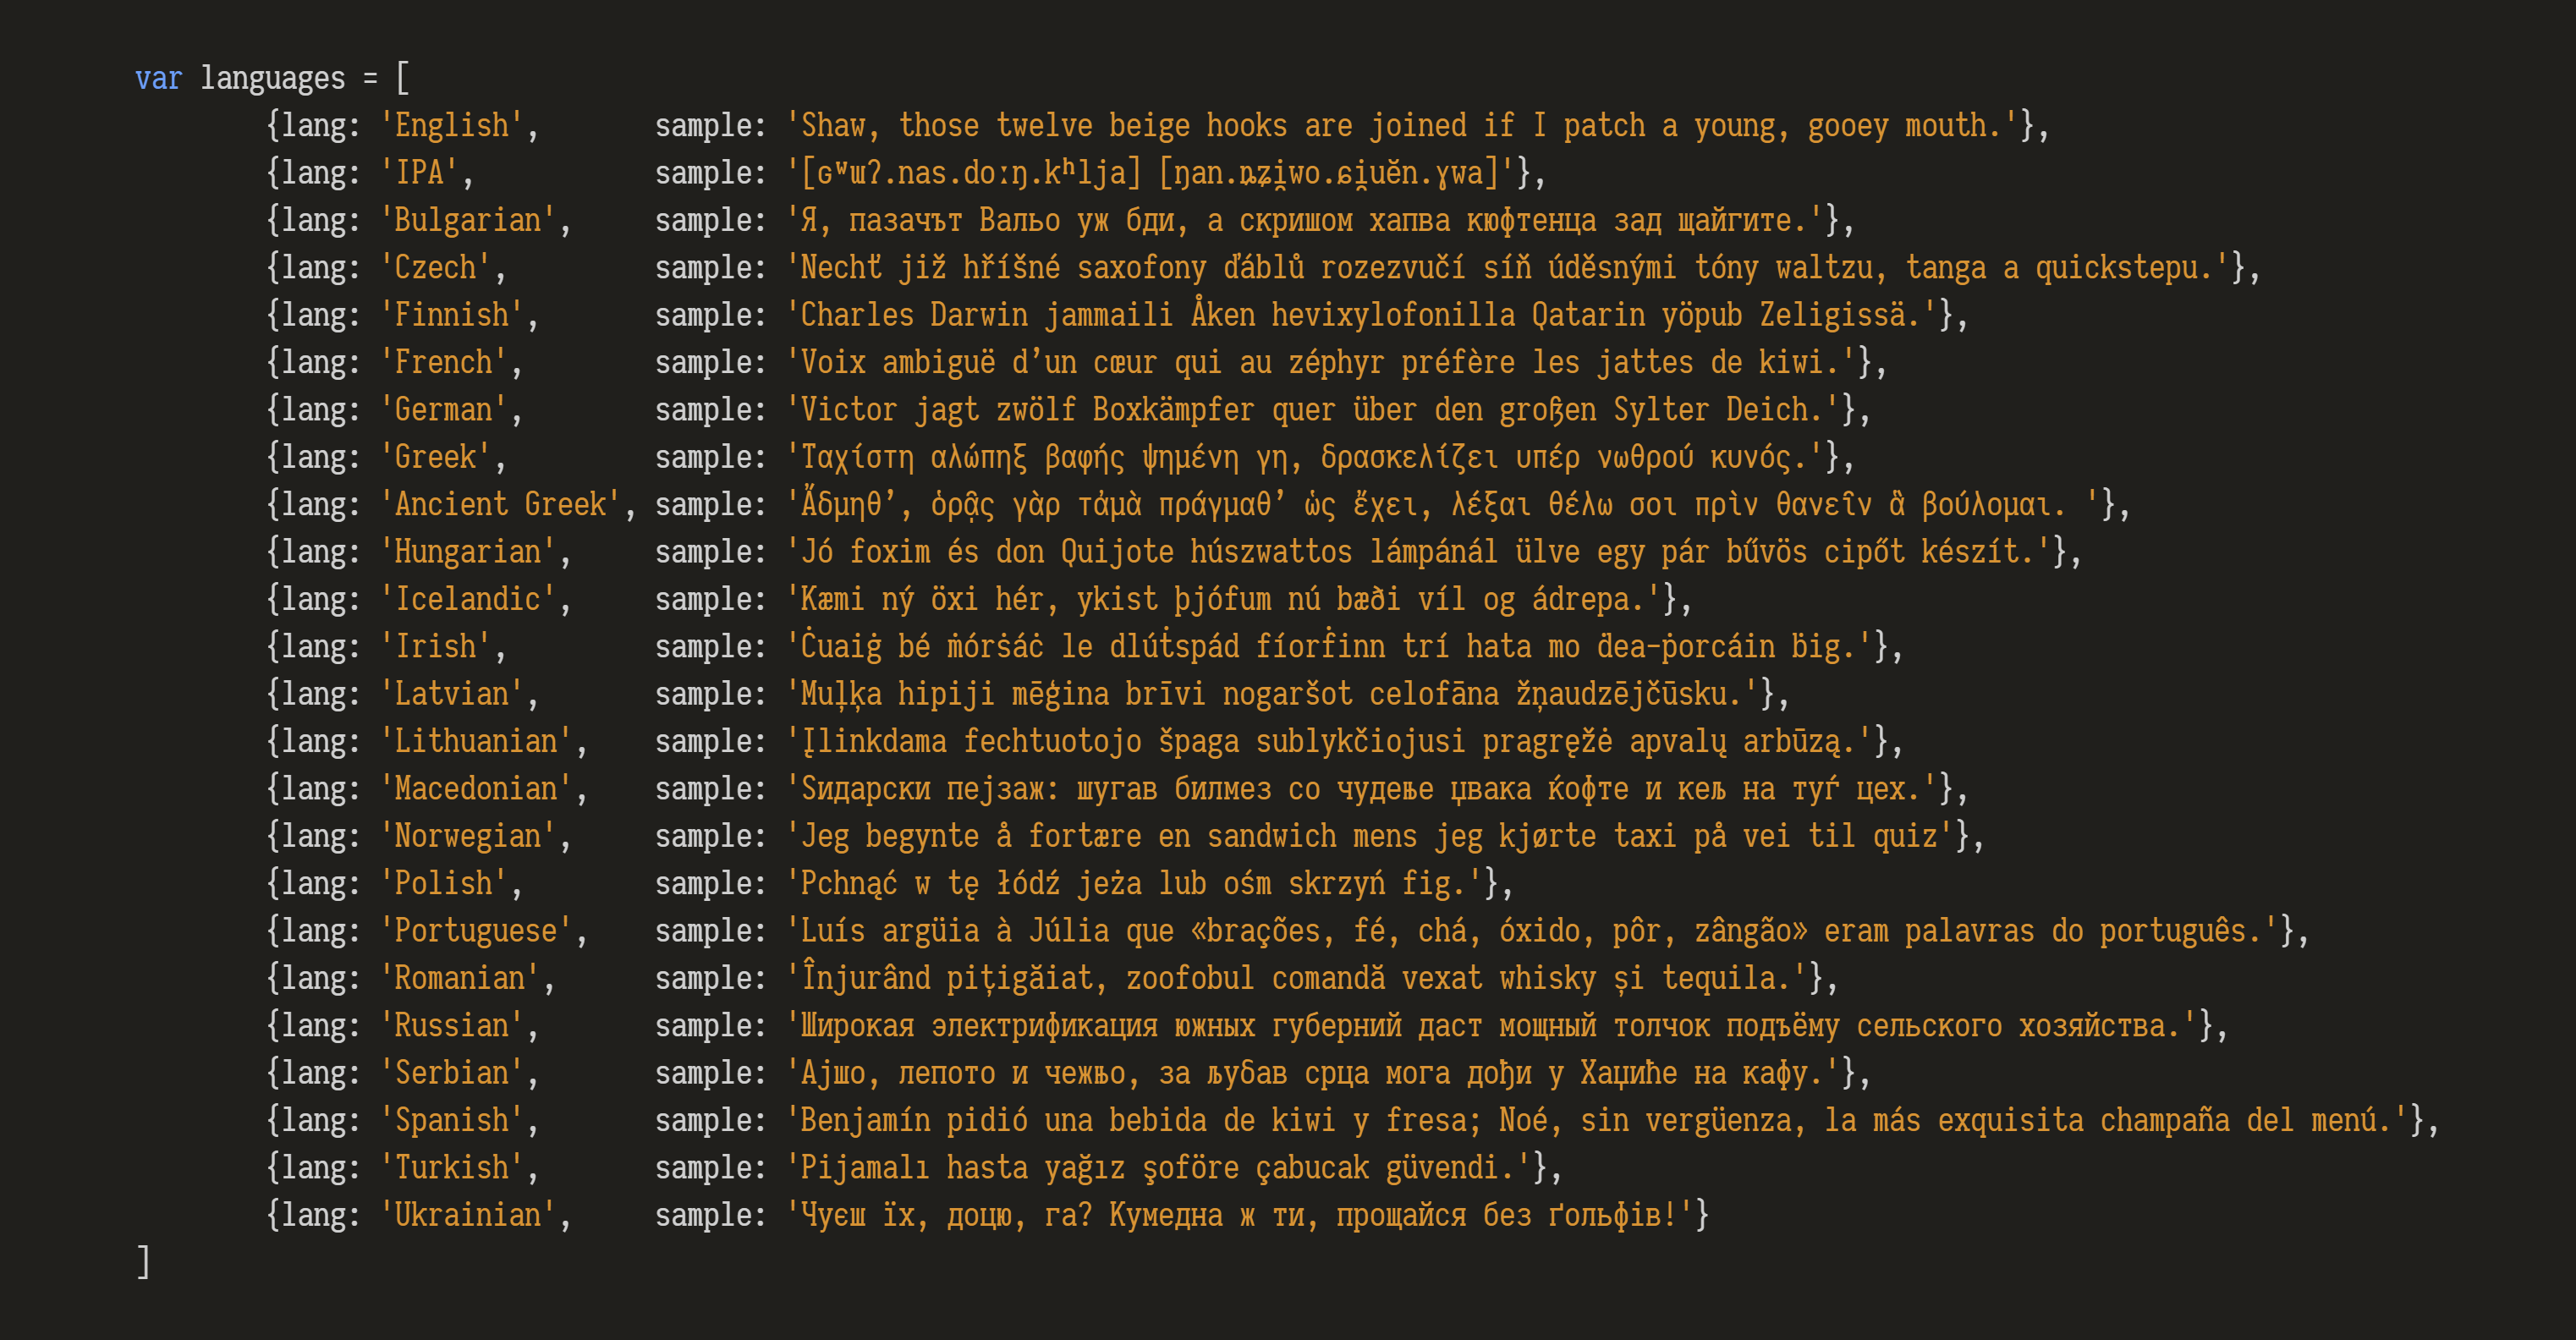 var languages = [
        {lang: 'English',       sample: 'Shaw, those twelve beige hooks are joined if I patch a young, gooey mouth.'},
        {lang: 'IPA',           sample: '[ɢʷɯʔ.nas.doːŋ.kʰlja] [ŋan.ȵʑi̯wo.ɕi̯uĕn.ɣwa]'},
        {lang: 'Bulgarian',     sample: 'Я, пазачът Вальо уж бди, а скришом хапва кюфтенца зад щайгите.'},
        {lang: 'Czech',         sample: 'Nechť již hříšné saxofony ďáblů rozezvučí síň úděsnými tóny waltzu, tanga a quickstepu.'},
        {lang: 'Finnish',       sample: 'Charles Darwin jammaili Åken hevixylofonilla Qatarin yöpub Zeligissä.'},
        {lang: 'French',        sample: 'Voix ambiguë d’un cœur qui au zéphyr préfère les jattes de kiwi.'},
        {lang: 'German',        sample: 'Victor jagt zwölf Boxkämpfer quer über den großen Sylter Deich.'},
        {lang: 'Greek',         sample: 'Ταχίστη αλώπηξ βαφής ψημένη γη, δρασκελίζει υπέρ νωθρού κυνός.'},
        {lang: 'Ancient Greek', sample: 'Ἄδμηθ’, ὁρᾷς γὰρ τἀμὰ πράγμαθ’ ὡς ἔχει, λέξαι θέλω σοι πρὶν θανεῖν ἃ βούλομαι. '},
        {lang: 'Hungarian',     sample: 'Jó foxim és don Quijote húszwattos lámpánál ülve egy pár bűvös cipőt készít.'},
        {lang: 'Icelandic',     sample: 'Kæmi ný öxi hér, ykist þjófum nú bæði víl og ádrepa.'},
        {lang: 'Irish',         sample: 'Ċuaiġ bé ṁórṡáċ le dlúṫspád fíorḟinn trí hata mo ḋea-ṗorcáin ḃig.'},
        {lang: 'Latvian',       sample: 'Muļķa hipiji mēģina brīvi nogaršot celofāna žņaudzējčūsku.'},
        {lang: 'Lithuanian',    sample: 'Įlinkdama fechtuotojo špaga sublykčiojusi pragręžė apvalų arbūzą.'},
        {lang: 'Macedonian',    sample: 'Ѕидарски пејзаж: шугав билмез со чудење џвака ќофте и кељ на туѓ цех.'},
        {lang: 'Norwegian',     sample: 'Jeg begynte å fortære en sandwich mens jeg kjørte taxi på vei til quiz'},
        {lang: 'Polish',        sample: 'Pchnąć w tę łódź jeża lub ośm skrzyń fig.'},
        {lang: 'Portuguese',    sample: 'Luís argüia à Júlia que «brações, fé, chá, óxido, pôr, zângão» eram palavras do português.'},
        {lang: 'Romanian',      sample: 'Înjurând pițigăiat, zoofobul comandă vexat whisky și tequila.'},
        {lang: 'Russian',       sample: 'Широкая электрификация южных губерний даст мощный толчок подъёму сельского хозяйства.'},
        {lang: 'Serbian',       sample: 'Ајшо, лепото и чежњо, за љубав срца мога дођи у Хаџиће на кафу.'},
        {lang: 'Spanish',       sample: 'Benjamín pidió una bebida de kiwi y fresa; Noé, sin vergüenza, la más exquisita champaña del menú.'},
        {lang: 'Turkish',       sample: 'Pijamalı hasta yağız şoföre çabucak güvendi.'},
        {lang: 'Ukrainian',     sample: 'Чуєш їх, доцю, га? Кумедна ж ти, прощайся без ґольфів!'}
]